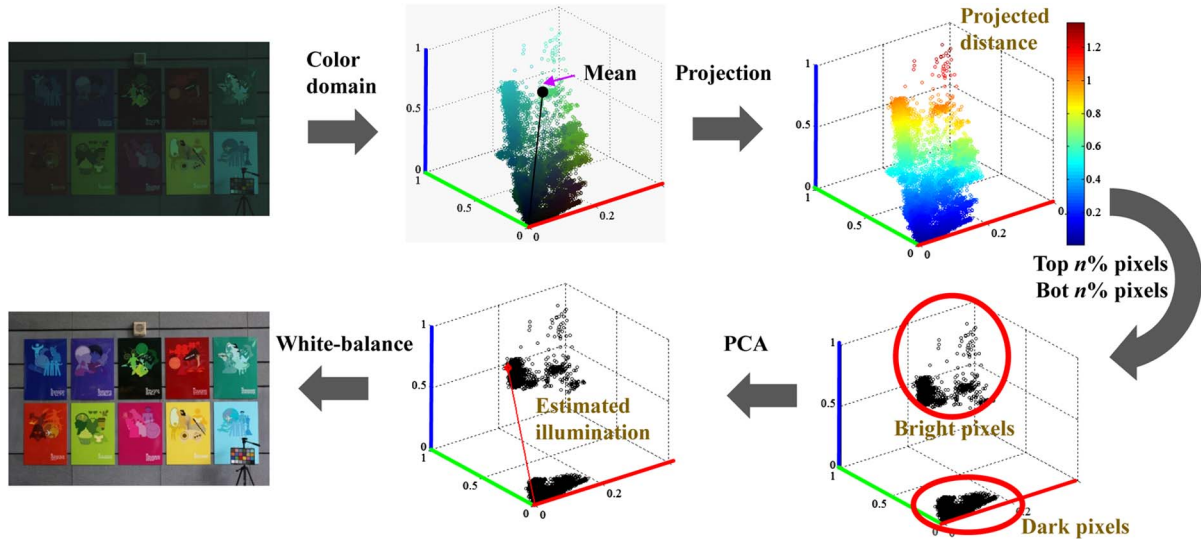 Color
domain
1
0.5
0
1
0.5
0
0
0.2
Mean
Projection
Projected
distance
1
0.5
0
1
0.5
0
0
0.2
1.2
1
0.8
0.6
0.4
0.2
Top n% pixels
Bot n% pixels
White-balance
1
0.5
0
1
0.5
0
0
0.2
Estimated
illumination
PCA
1
0.5
0
1
0.5
0
0.2
Bright pixels
Dark pixels